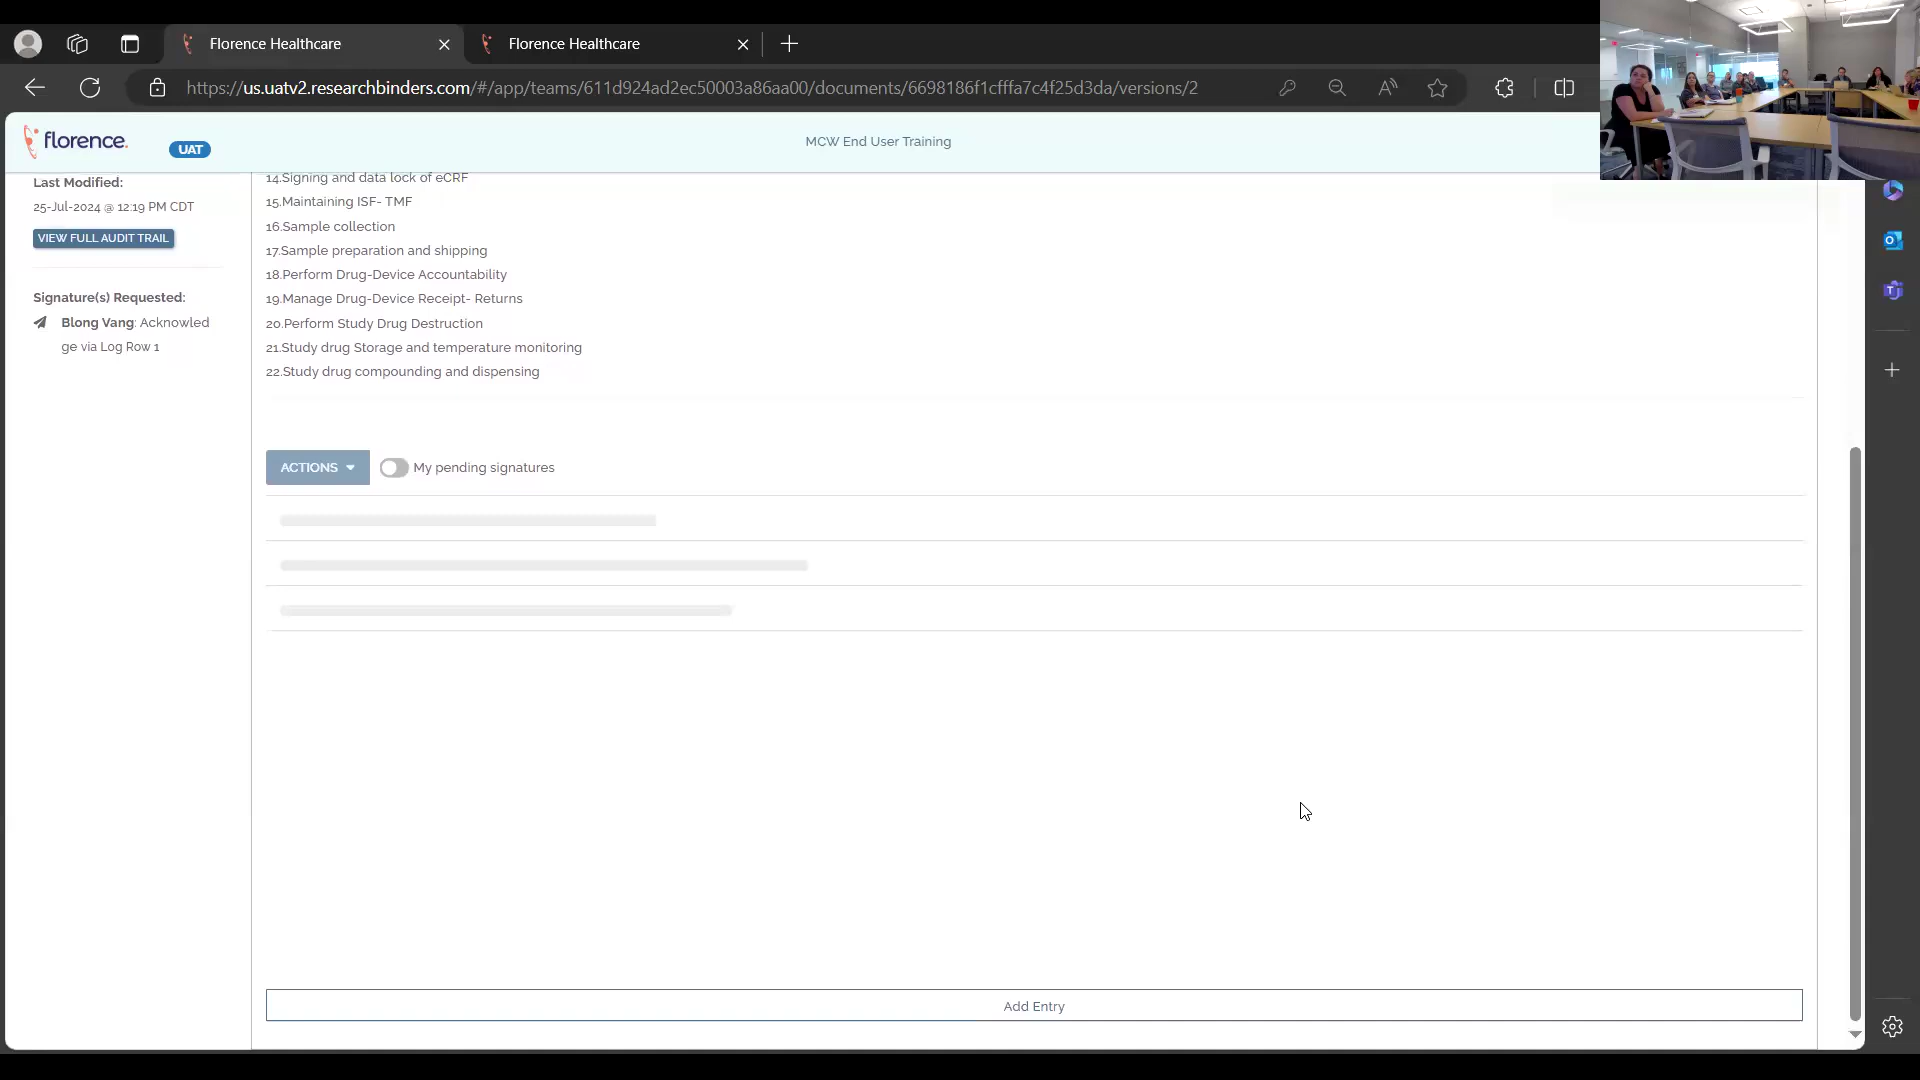 Florence Healthcare
Florence Healthcare
https://us.uatv2.researchbinders.com/#/app/teams/611d924ad2ec50003a86aa00/documents/6698186f1cfffa7c4f25d3da/versions/2
florence.
UAT
MCW End User Training
Last Modified:
25-Jul-2024 @ 12:19 PM CDT
VIEW FULL AUDIT TRAIL
Signature(s) Requested:
Blong Vang: Acknowled
ge via Log Row 1
14.Signing and data lock of eCRF
15.Maintaining ISF- TMF
16.Sample collection
17.Sample preparation and shipping
18.Perform Drug-Device Accountability
19.Manage Drug-Device Receipt- Returns
20.Perform Study Drug Destruction
21.Study drug Storage and temperature monitoring
22.Study drug compounding and dispensing
ACTIONS
My pending signatures
Add Entry